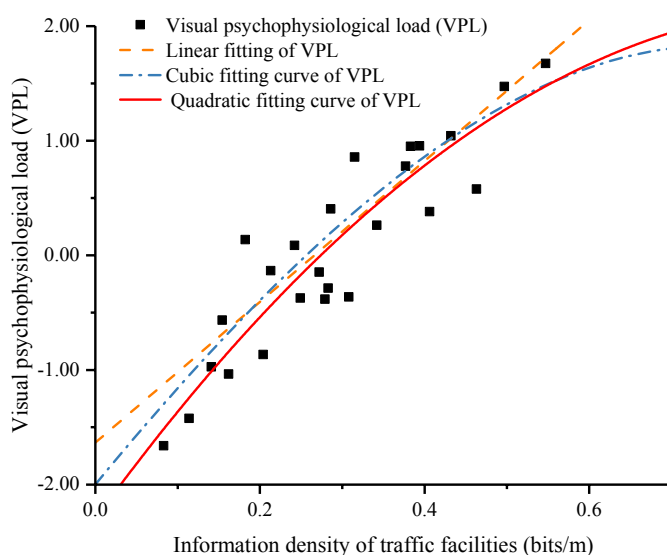 Visual psychophysiological load (VPL)
Linear fitting of VPL
Cubic fitting curve of VPL
Quadratic fitting curve of VPL
2.00
1.00
0.00
-1.00
-2.00
Visual psychophysiological load (VPL)
0.0 0.2 0.4 0.6
Information density of traffic facilities (bits/m)